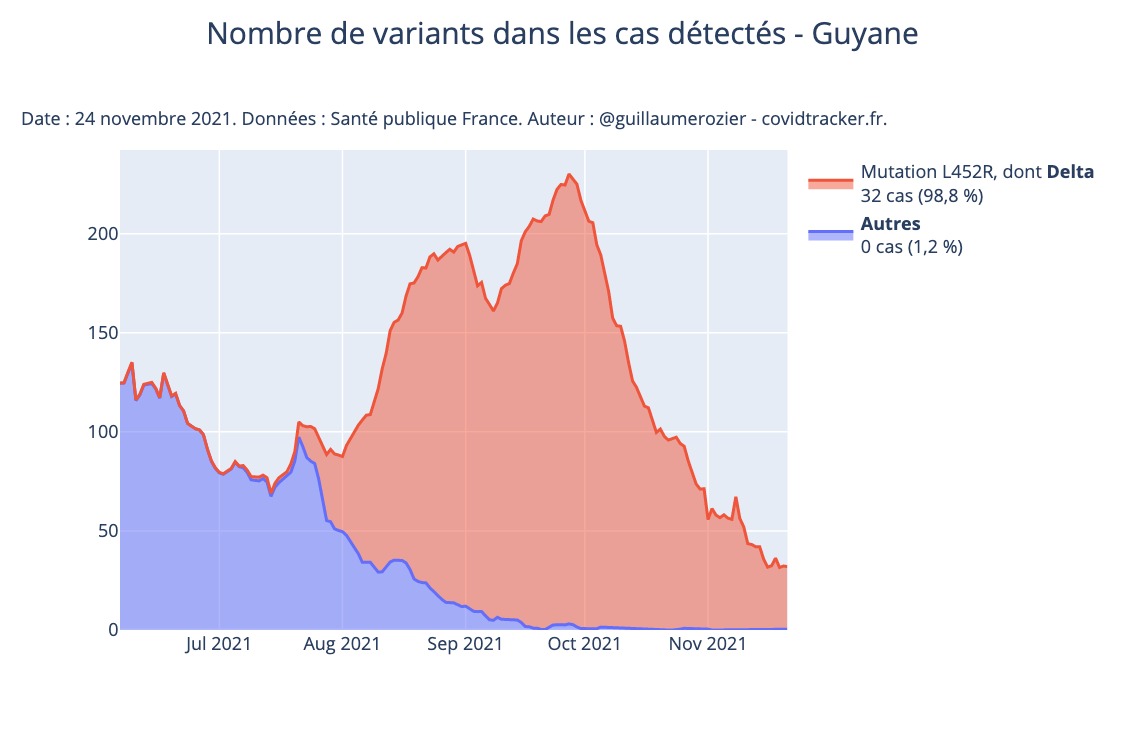 Nombre de variants dans les cas détectés - Guyane
Date : 24 novembre 2021. Données : Santé publique France. Auteur : @guillaumerozier - covidtracker.fr.
Mutation L452R, dont Delta
32 cas (98,8 %)
Autres
0 cas (1,2 %)
200
150
100
50
0
Jul 2021
Aug 2021
Sep 2021
Oct 2021
Nov 2021